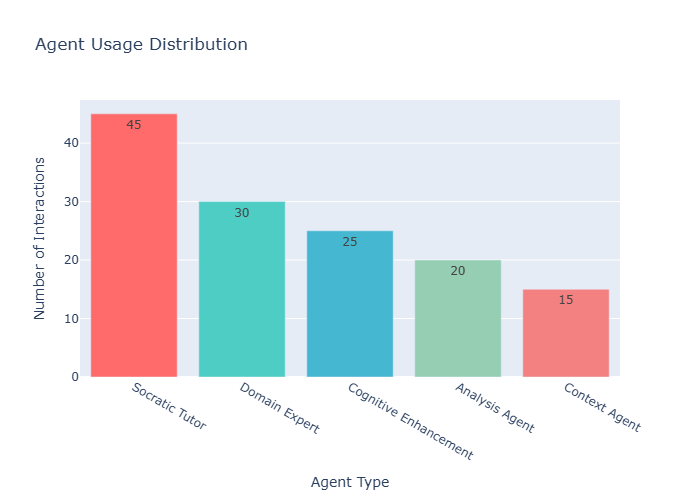 Agent Usage Distribution
Number of Interactions
40
30
20
10
0
45
30
25
20
15
Socratic Tutor
Domain Expert
Cognitive Enhancement
Analysis Agent
Context Agent
Agent Type